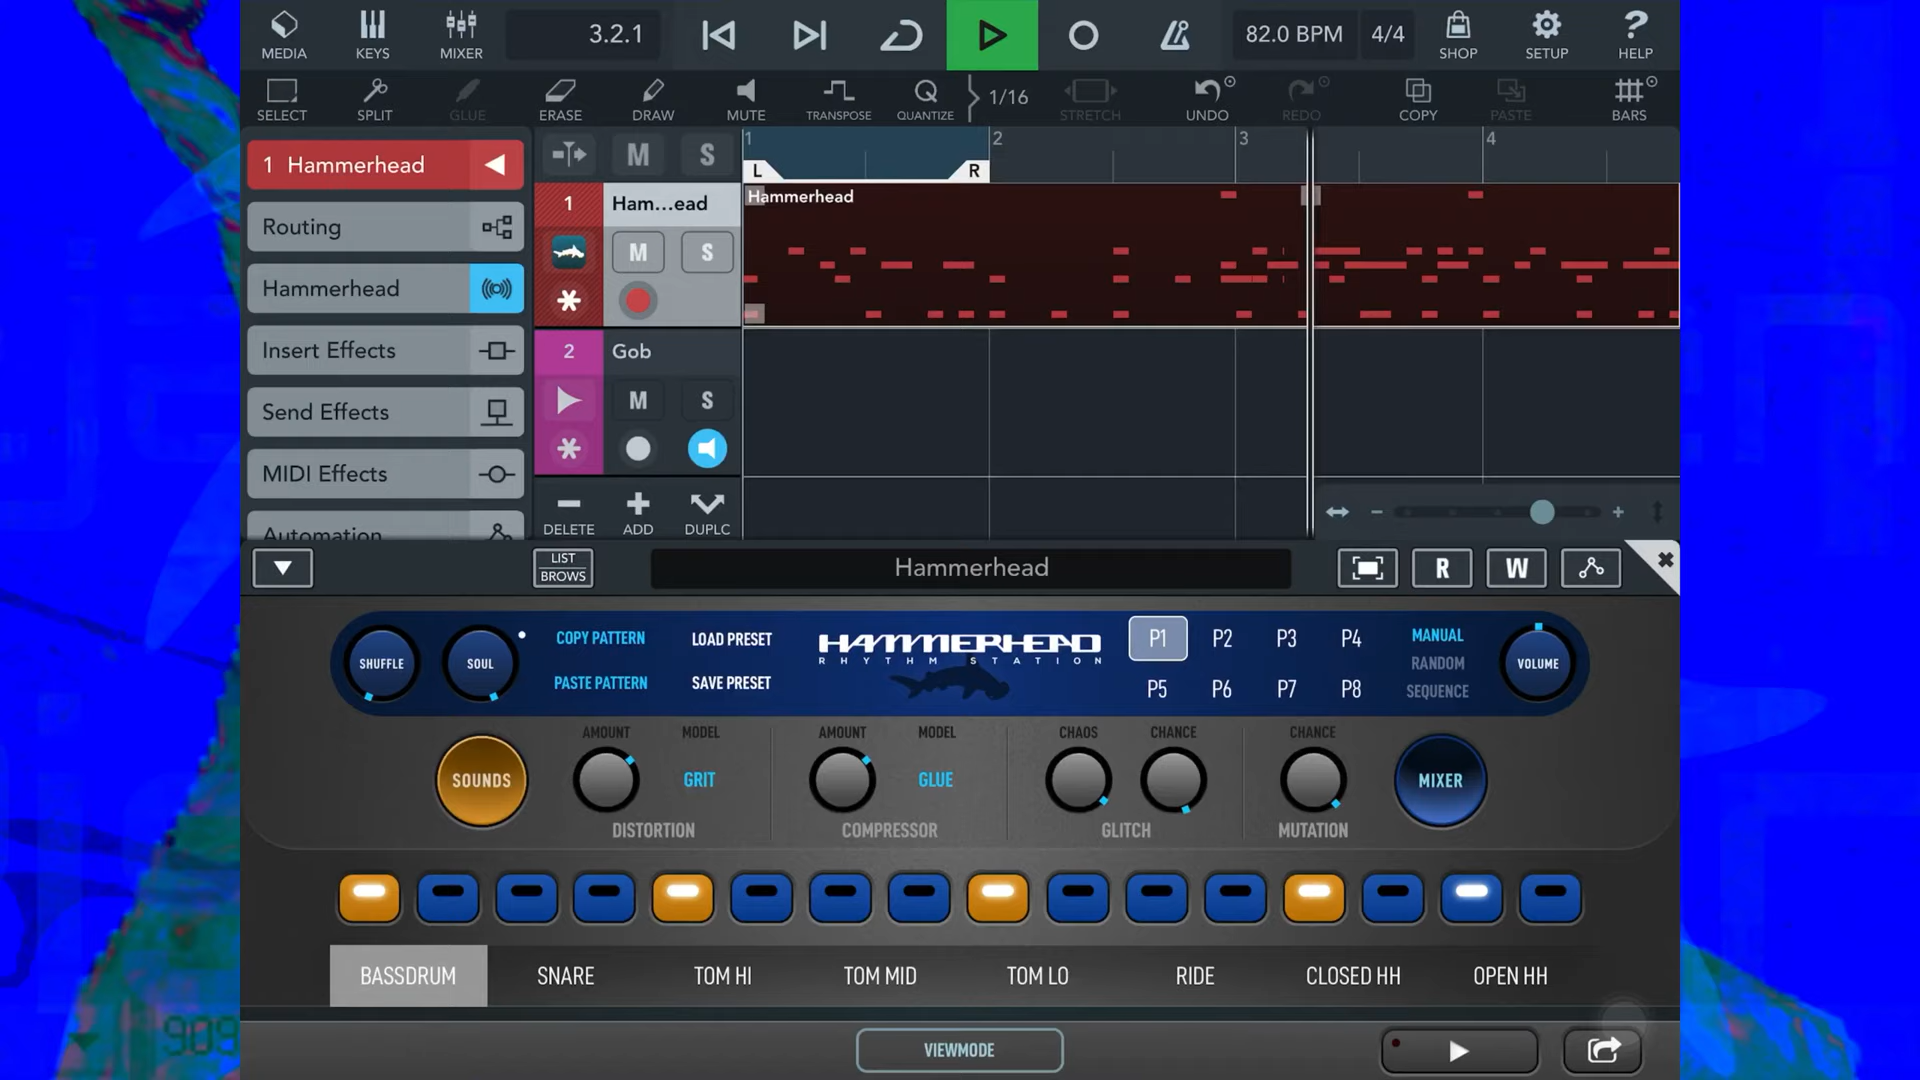 MEDIA KEYS MIXER 3.2.1 82.0 BPM 4/4 SHOP SETUP HELP
SELECT SPLIT GLUE ERASE DRAW MUTE TRANSPOSE QUANTIZE 1/16 STRETCH UNDO REDO COPY PASTE BARS
1 Hammerhead M S 1 2 3 4
L R
1 Ham...ead Hammerhead
Routing
M S
Hammerhead
Insert Effects 2 Gob
Send Effects M S
MIDI Effects
Automation
DELETE ADD DUPLC
LIST
BROWS
Hammerhead R W
SHUFFLE SOUL COPY PATTERN LOAD PRESET HAMMERHEAD P1 P2 P3 P4 MANUAL VOLUME
RHYTHM STATION RANDOM
PASTE PATTERN SAVE PRESET P5 P6 P7 P8 SEQUENCE
AMOUNT MODEL AMOUNT MODEL CHAOS CHANCE CHANCE
SOUNDS GRIT GLUE MIXER
DISTORTION COMPRESSOR GLITCH MUTATION
BASSDRUM SNARE TOM HI TOM MID TOM LO RIDE CLOSED HH OPEN HH
909
VIEWMODE